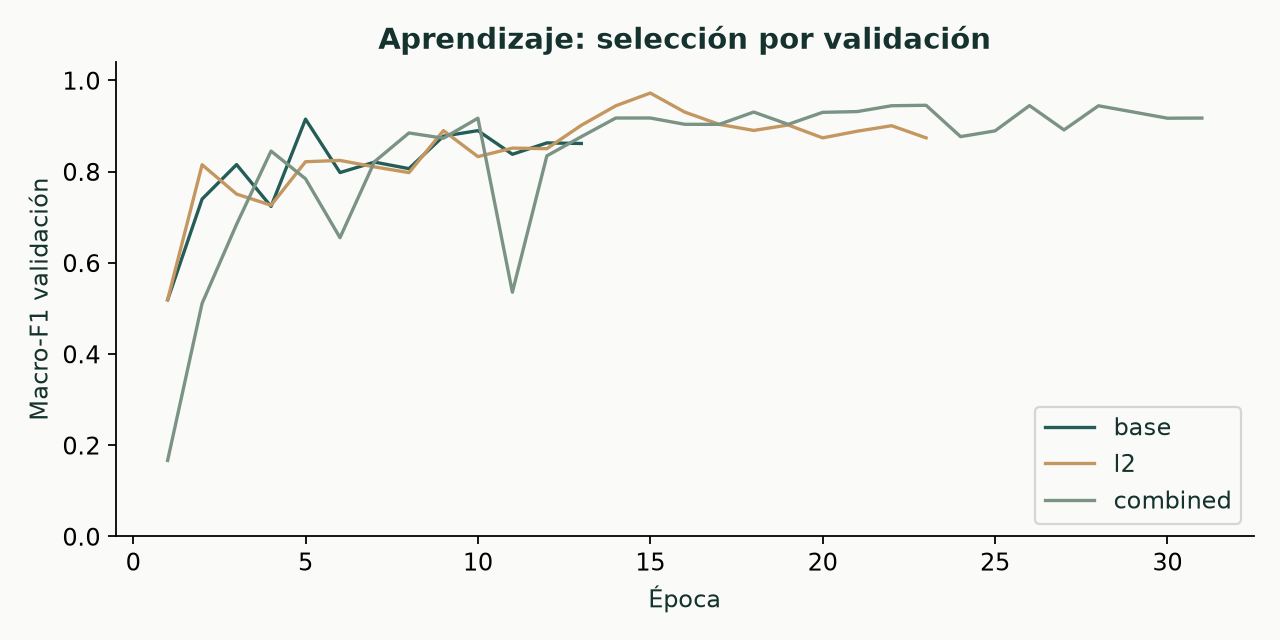 Aprendizaje: selección por validación
Macro-F1 validación
1.0
0.8
0.6
0.4
0.2
0.0
0 5 10 15 20 25 30
Época
base
l2
combined